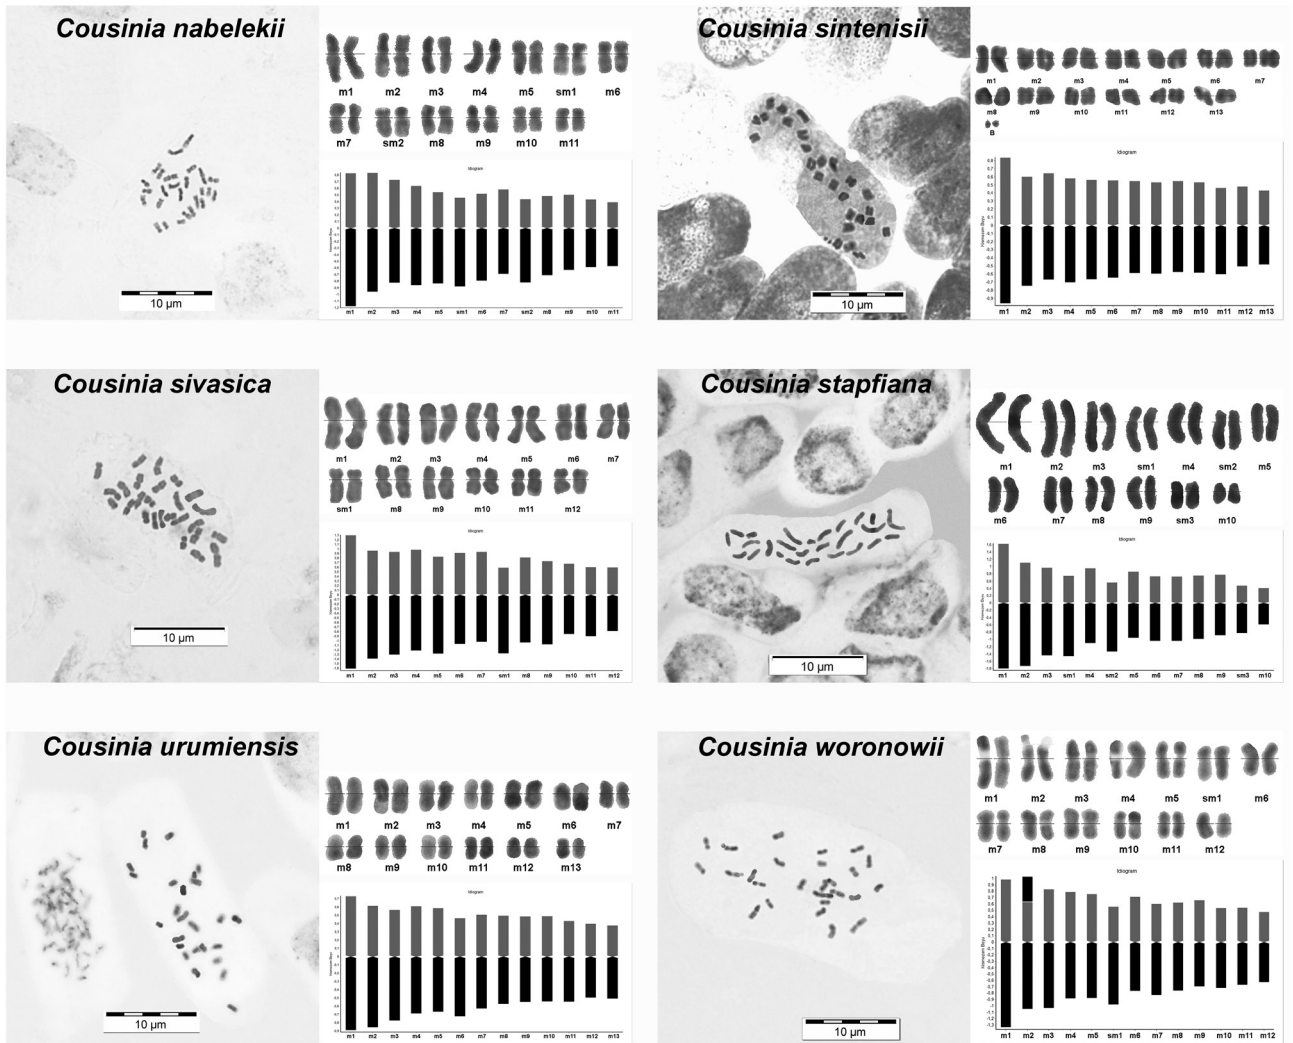 Cousinia nabelekii
m1 m2 m3 m4 m5 sm1 m6
m7 sm2 m8 m9 m10 m11
Idiogram
m1 m2 m3 m4 m5 sm1 m6 m7 sm2 m8 m9 m10 m11
10 µm
Cousinia sintenisii
m1 m2 m3 m4 m5 m6 m7
m8 m9 m10 m11 m12 m13
B
Idiogram
m1 m2 m3 m4 m5 m6 m7 m8 m9 m10 m11 m12 m13
10 µm
Cousinia sivasica
m1 m2 m3 m4 m5 m6 m7
sm1 m8 m9 m10 m11 m12
Idiogram
m1 m2 m3 m4 m5 m6 m7 sm1 m8 m9 m10 m11 m12
10 µm
Cousinia stapfiana
m1 m2 m3 sm1 m4 sm2 m5
m6 m7 m8 m9 sm3 m10
Idiogram
m1 m2 m3 sm1 m4 sm2 m5 m6 m7 m8 m9 sm3 m10
10 µm
Cousinia urumiensis
m1 m2 m3 m4 m5 m6 m7
m8 m9 m10 m11 m12 m13
Idiogram
m1 m2 m3 m4 m5 m6 m7 m8 m9 m10 m11 m12 m13
10 µm
Cousinia woronowii
m1 m2 m3 m4 m5 sm1 m6
m7 m8 m9 m10 m11 m12
Idiogram
m1 m2 m3 m4 m5 sm1 m6 m7 m8 m9 m10 m11 m12
10 µm